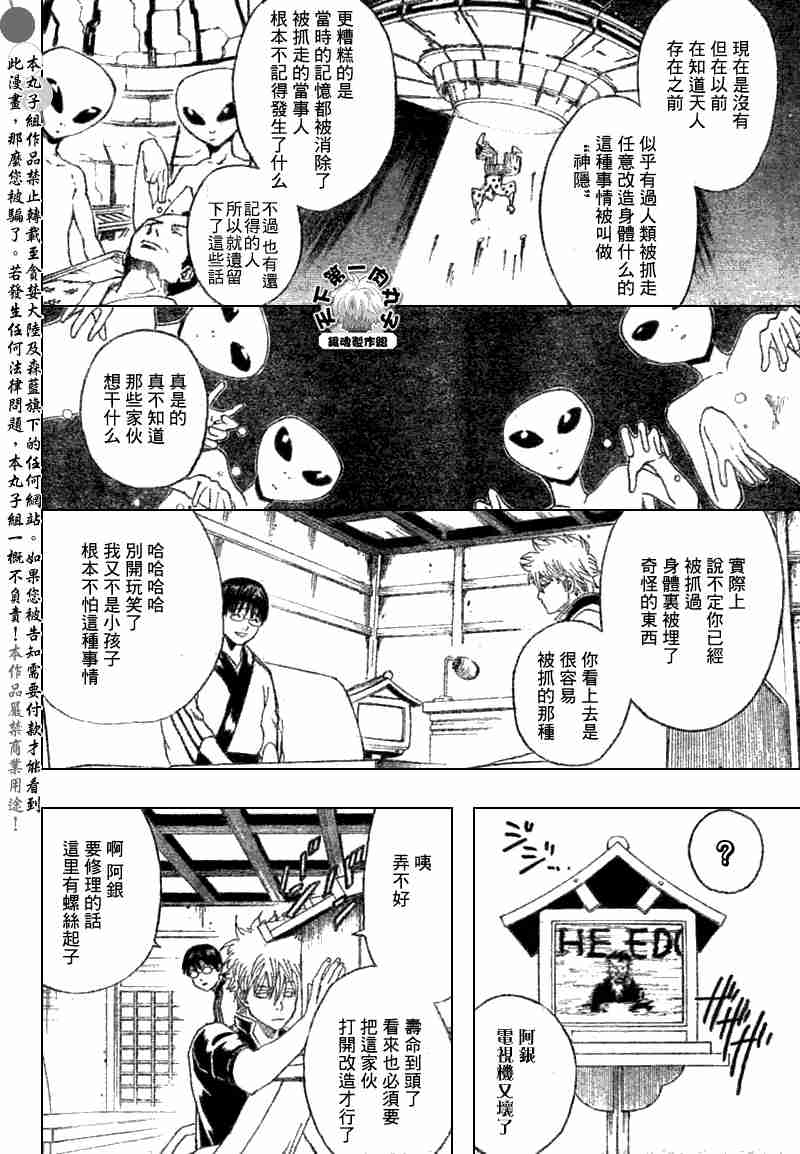 現在是沒有
但在以前
在知道天人
存在之前
似乎有過人類被抓走
任意改造身體什么的
這種事情被叫做
“神隱”
更糟糕的是
當時的記憶都被消除了
被抓走的當事人
根本不記得發生了什么
不過 也有還
記得的人
所以就遺留
下了這些話
天下第一肉丸子
銀魂製作組
真是的
真不知道
那些家伙
想干什么
實際上
說不定你已經
被抓過
身體裏被埋了
奇怪的東西
你看上去是
很容易
被抓的那種
哈哈哈哈
別開玩笑了
我又不是小孩子
根本不怕這種事情
?
HE EDO
阿銀
電視機又壞了
咦
弄不好
壽命到頭了
看來也必須要
把這家伙
打開改造才行了
啊 阿銀
要修理的話
這里有螺絲起子
本丸子組作品禁止轉載至貪婪大陸及森藍旗下的任何網站。如果您被告知需要付款才能看到
此漫畫，那麼您被騙了。若發生任何法律問題，本丸子組一概不負責！本作品嚴禁商業用途！